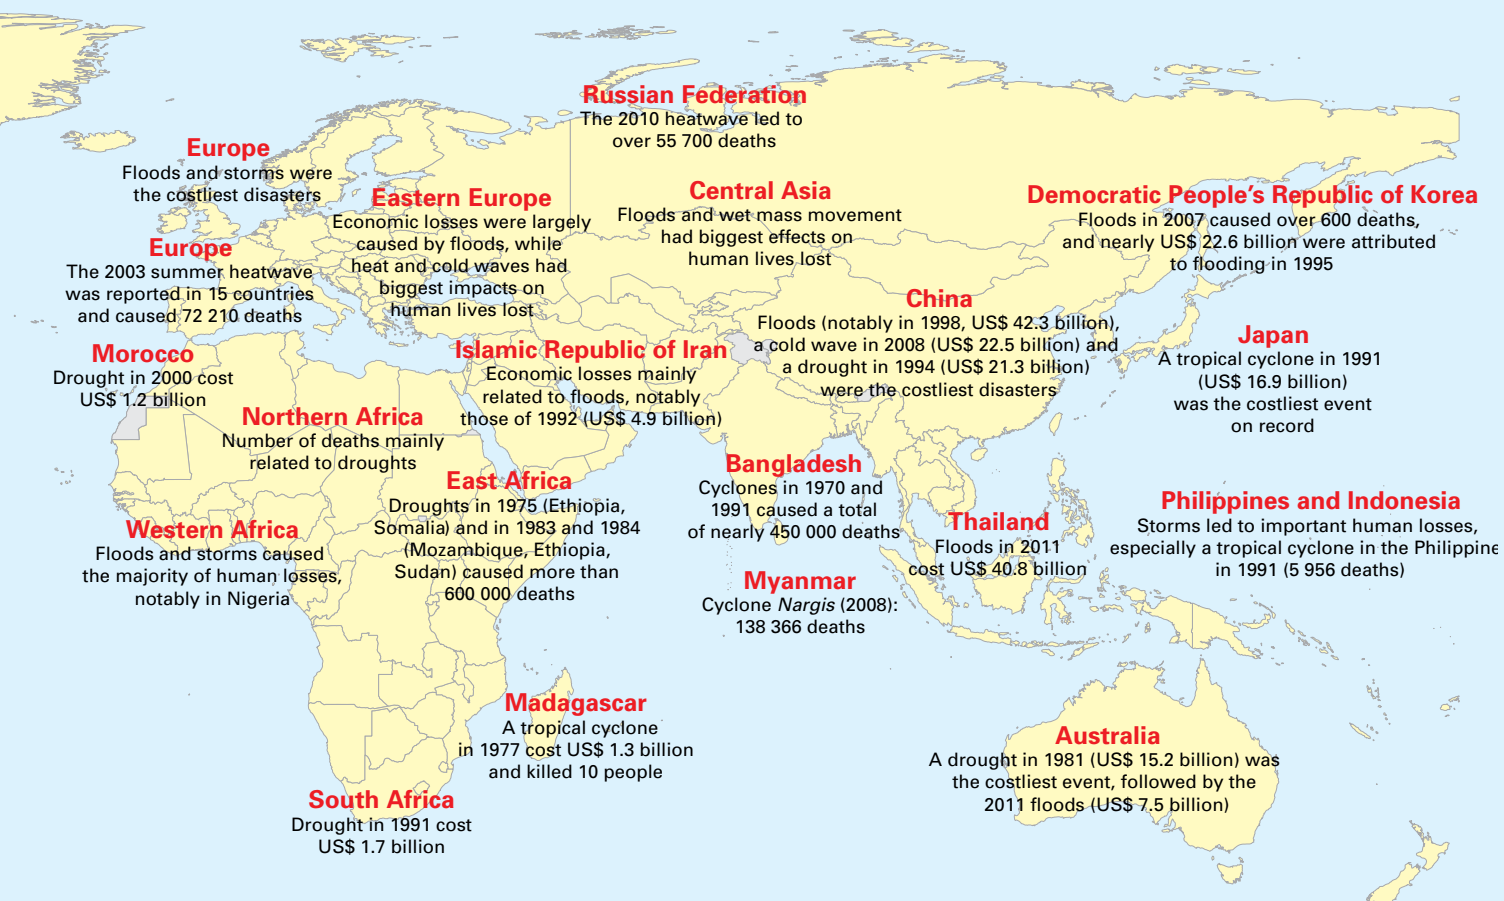 Russian Federation
The 2010 heatwave led to
over 55 700 deaths
Europe
Floods and storms were
the costliest disasters
Eastern Europe
Economic losses were largely
caused by floods, while
heat and cold waves had
biggest impacts on
human lives lost
Central Asia
Floods and wet mass movement
had biggest effects on
human lives lost
Democratic People's Republic of Korea
Floods in 2007 caused over 600 deaths,
and nearly US$ 22.6 billion were attributed
to flooding in 1995
Europe
The 2003 summer heatwave
was reported in 15 countries
and caused 72 210 deaths
China
Floods (notably in 1998, US$ 42.3 billion),
a cold wave in 2008 (US$ 22.5 billion) and
a drought in 1994 (US$ 21.3 billion)
were the costliest disasters
Japan
A tropical cyclone in 1991
(US$ 16.9 billion)
was the costliest event
on record
Morocco
Drought in 2000 cost
US$ 1.2 billion
Islamic Republic of Iran
Economic losses mainly
related to floods, notably
those of 1992 (US$ 4.9 billion)
Northern Africa
Number of deaths mainly
related to droughts
Bangladesh
Cyclones in 1970 and
1991 caused a total
of nearly 450 000 deaths
East Africa
Droughts in 1975 (Ethiopia,
Somalia) and in 1983 and 1984
(Mozambique, Ethiopia,
Sudan) caused more than
600 000 deaths
Philippines and Indonesia
Storms led to important human losses,
especially a tropical cyclone in the Philippine
in 1991 (5 956 deaths)
Thailand
Floods in 2011
cost US$ 40.8 billion
Western Africa
Floods and storms caused
the majority of human losses,
notably in Nigeria
Myanmar
Cyclone Nargis (2008):
138 366 deaths
Madagascar
A tropical cyclone
in 1977 cost US$ 1.3 billion
and killed 10 people
Australia
A drought in 1981 (US$ 15.2 billion) was
the costliest event, followed by the
2011 floods (US$ 7.5 billion)
South Africa
Drought in 1991 cost
US$ 1.7 billion